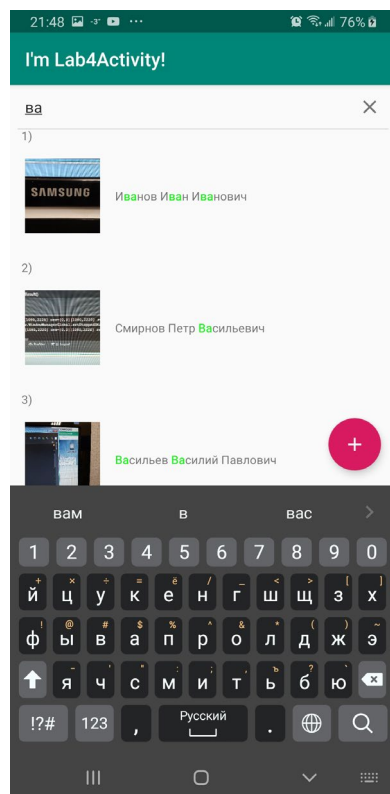 21:48 -3° ... 76%
I'm Lab4Activity!
ва
1)
SAMSUNG
Иванов Иван Иванович
2)
Смирнов Петр Васильевич
3)
Васильев Василий Павлович
+
вам в вас
1 2 3 4 5 6 7 8 9 0
й ц у к е н г ш щ з х
ф ы в а п р о л д ж э
я ч с м и т ь б ю
!?# 123 , Русский .